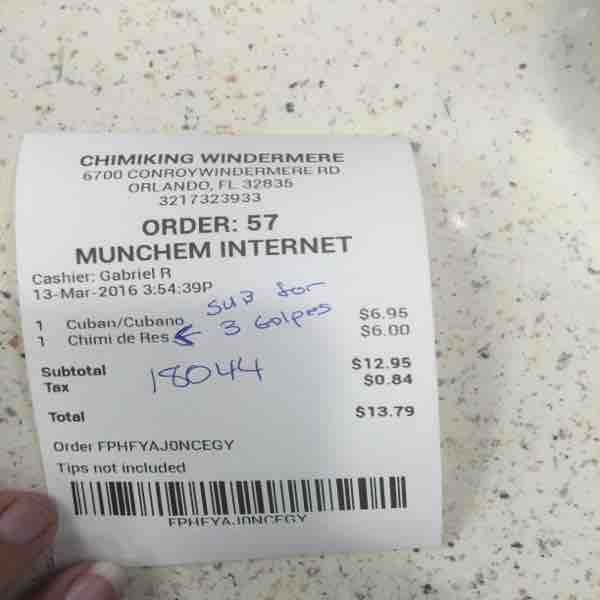 CHIMIKING WINDERMERE
6700 CONROYWINDERMERE RD
ORLANDO, FL 32835
3217323933
ORDER: 57
MUNCHEM INTERNET
Cashier: Gabriel R
13-Mar-2016 3:54:39P
SUB for
1 Cuban/Cubano $6.95
3 Golpes
1 Chimi de Res $6.00
Subtotal $12.95
18044
Tax $0.84
Total $13.79
Order FPHFYAJ0NCEGY
Tips not included
FPHFYAJ0NCEGY